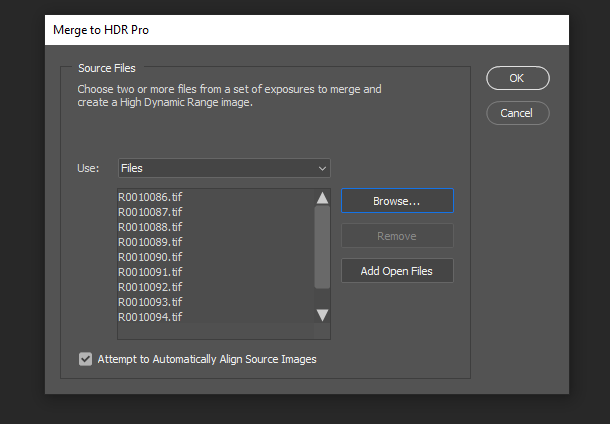 Merge to HDR Pro
Source Files
Choose two or more files from a set of exposures to merge and
create a High Dynamic Range image.
OK
Cancel
Use:
Files
R0010086.tif
R0010087.tif
R0010088.tif
R0010089.tif
R0010090.tif
R0010091.tif
R0010092.tif
R0010093.tif
R0010094.tif
Browse...
Remove
Add Open Files
Attempt to Automatically Align Source Images